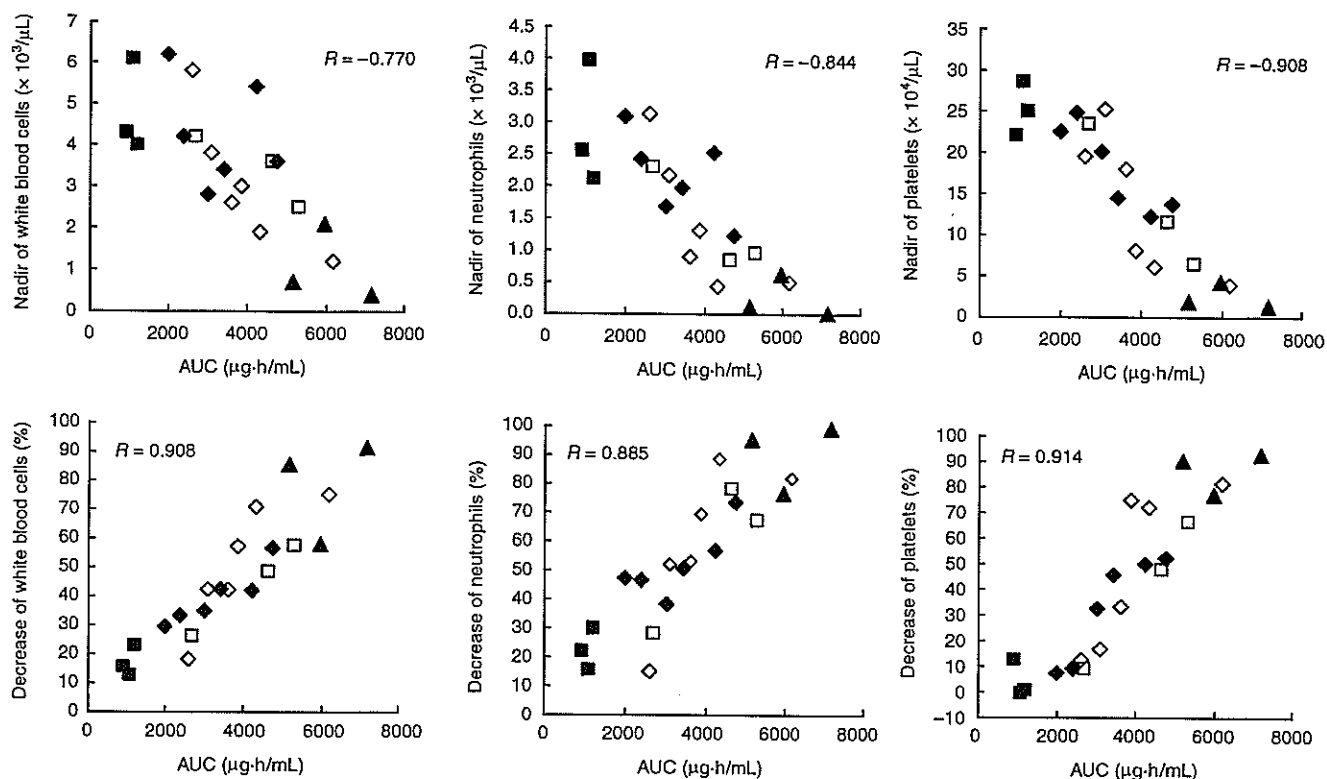 Nadir of white blood cells (× 10³/μL)
7
6
5
4
3
2
1
0
R = −0.770
0 2000 4000 6000 8000
AUC (μg·h/mL)
Nadir of neutrophils (× 10³/μL)
4.5
4.0
3.5
3.0
2.5
2.0
1.5
1.0
0.5
0.0
R = −0.844
0 2000 4000 6000 8000
AUC (μg·h/mL)
Nadir of platelets (× 10⁴/μL)
35
30
25
20
15
10
5
0
R = −0.908
0 2000 4000 6000 8000
AUC (μg·h/mL)
Decrease of white blood cells (%)
100
90
80
70
60
50
40
30
20
10
0
R = 0.908
0 2000 4000 6000 8000
AUC (μg·h/mL)
Decrease of neutrophils (%)
100
90
80
70
60
50
40
30
20
10
0
R = 0.885
0 2000 4000 6000 8000
AUC (μg·h/mL)
Decrease of platelets (%)
100
90
80
70
60
50
40
30
20
10
0
−10
R = 0.914
0 2000 4000 6000 8000
AUC (μg·h/mL)